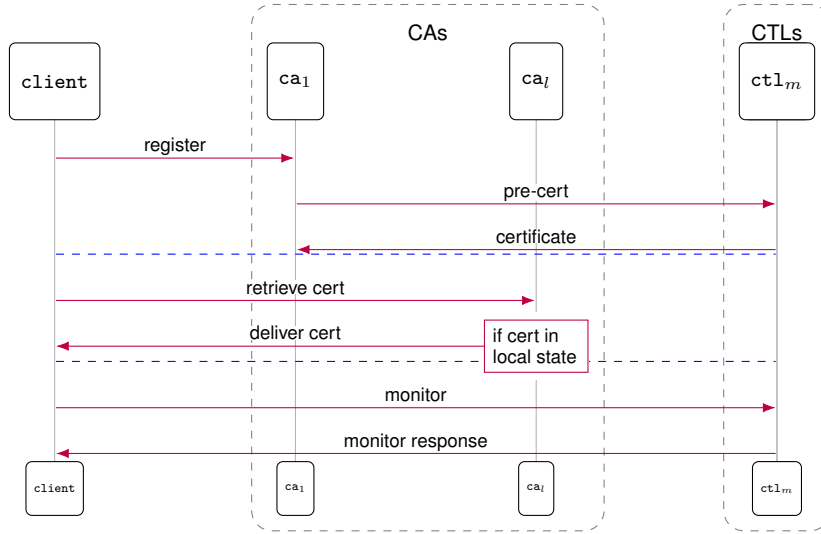 CAs
CTLs
client
ca₁
caₗ
ctlₘ
register
pre-cert
certificate
retrieve cert
deliver cert
if cert in
local state
monitor
monitor response
client
ca₁
caₗ
ctlₘ